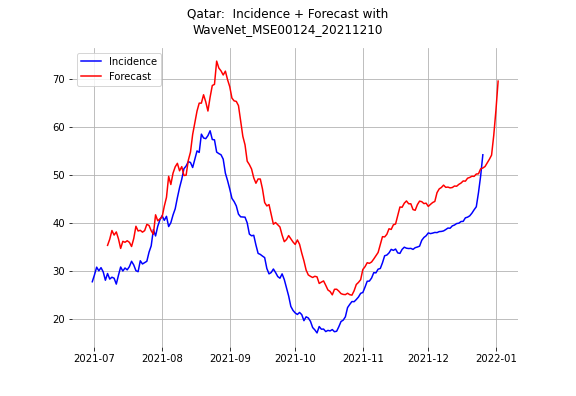 Qatar: Incidence + Forecast with
WaveNet_MSE00124_20211210
Incidence
Forecast
70
60
50
40
30
20
2021-07 2021-08 2021-09 2021-10 2021-11 2021-12 2022-01